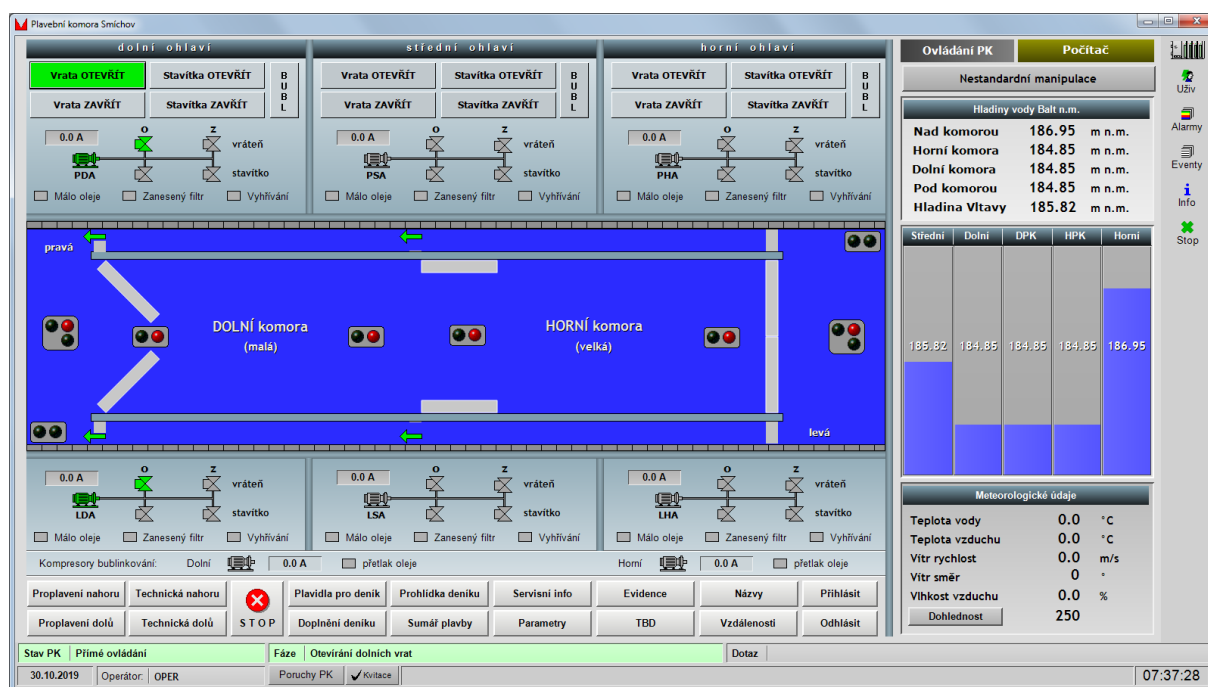 Plavební komora Smíchov
dolní ohlaví
střední ohlaví
horní ohlaví
Vrata OTEVŘÍT
Stavítka OTEVŘÍT
Vrata ZAVŘÍT
Stavítka ZAVŘÍT
BUBL
Vrata OTEVŘÍT
Stavítka OTEVŘÍT
Vrata ZAVŘÍT
Stavítka ZAVŘÍT
BUBL
Vrata OTEVŘÍT
Stavítka OTEVŘÍT
Vrata ZAVŘÍT
Stavítka ZAVŘÍT
BUBL
0.0 A
O
Z
vráteň
PDA
stavítko
Málo oleje
Zanesený filtr
Vyhřívání
0.0 A
O
Z
vráteň
PSA
stavítko
Málo oleje
Zanesený filtr
Vyhřívání
0.0 A
O
Z
vráteň
PHA
stavítko
Málo oleje
Zanesený filtr
Vyhřívání
pravá
DOLNÍ komora
(malá)
HORNÍ komora
(velká)
levá
0.0 A
O
Z
vráteň
LDA
stavítko
Málo oleje
Zanesený filtr
Vyhřívání
0.0 A
O
Z
vráteň
LSA
stavítko
Málo oleje
Zanesený filtr
Vyhřívání
0.0 A
O
Z
vráteň
LHA
stavítko
Málo oleje
Zanesený filtr
Vyhřívání
Kompresory bublinkování: Dolní 0.0 A přetlak oleje Horní 0.0 A přetlak oleje
Proplavení nahoru
Technická nahoru
STOP
Plavidla pro deník
Prohlídka deníku
Servisní info
Evidence
Názvy
Přihlásit
Proplavení dolů
Technická dolů
Doplnění deníku
Sumář plavby
Parametry
TBD
Vzdálenosti
Odhlásit
Ovládání PK
Počítač
Nestandardní manipulace
Hladiny vody Balt n.m.
Nad komorou 186.95 m n.m.
Horní komora 184.85 m n.m.
Dolní komora 184.85 m n.m.
Pod komorou 184.85 m n.m.
Hladina Vltavy 185.82 m n.m.
Střední Dolní DPK HPK Horní
185.82 184.85 184.85 184.85 186.95
Meteorologické údaje
Teplota vody 0.0 °C
Teplota vzduchu 0.0 °C
Vítr rychlost 0.0 m/s
Vítr směr 0 °
Vlhkost vzduchu 0.0 %
Dohlednost 250
Uživ
Alarmy
Eventy
Info
Stop
Stav PK Přímé ovládání Fáze Otevírání dolních vrat Dotaz
30.10.2019 Operátor: OPER Poruchy PK Kvitace 07:37:28